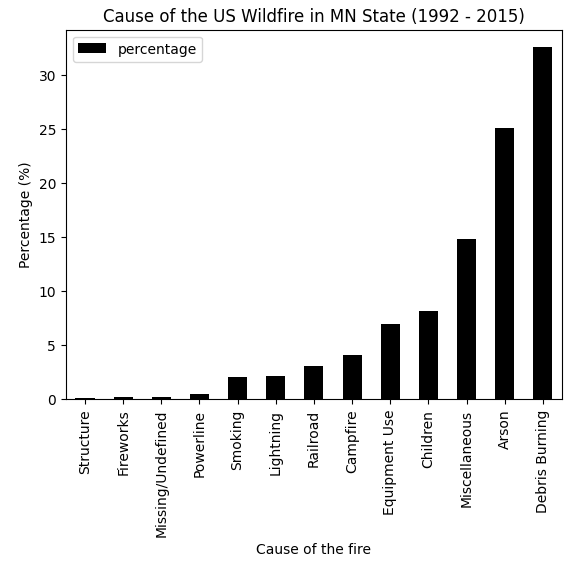 Cause of the US Wildfire in MN State (1992 - 2015)
percentage
Percentage (%)
30
25
20
15
10
5
0
Structure
Fireworks
Missing/Undefined
Powerline
Smoking
Lightning
Railroad
Campfire
Equipment Use
Children
Miscellaneous
Arson
Debris Burning
Cause of the fire